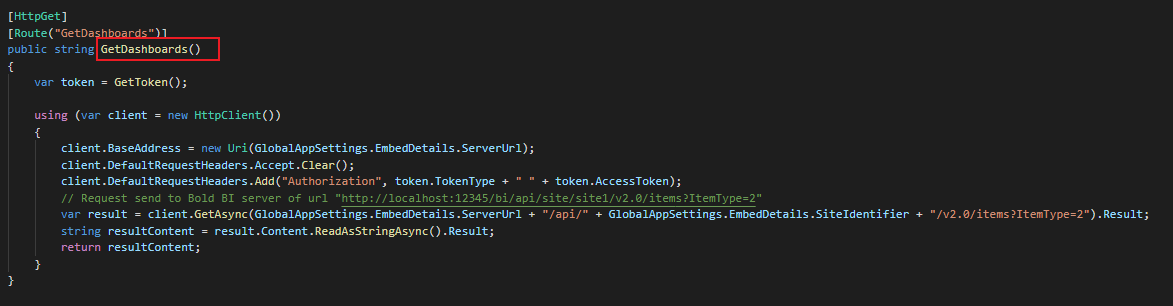 [HttpGet]
[Route("GetDashboards")]
public string GetDashboards()
{
var token = GetToken();
using (var client = new HttpClient())
{
client.BaseAddress = new Uri(GlobalAppSettings.EmbedDetails.ServerUrl);
client.DefaultRequestHeaders.Accept.Clear();
client.DefaultRequestHeaders.Add("Authorization", token.TokenType + " " + token.AccessToken);
// Request send to Bold BI server of url "http://localhost:12345/bi/api/site/site1/v2.0/items?ItemType=2"
var result = client.GetAsync(GlobalAppSettings.EmbedDetails.ServerUrl + "/api/" + GlobalAppSettings.EmbedDetails.SiteIdentifier + "/v2.0/items?ItemType=2").Result;
string resultContent = result.Content.ReadAsStringAsync().Result;
return resultContent;
}
}